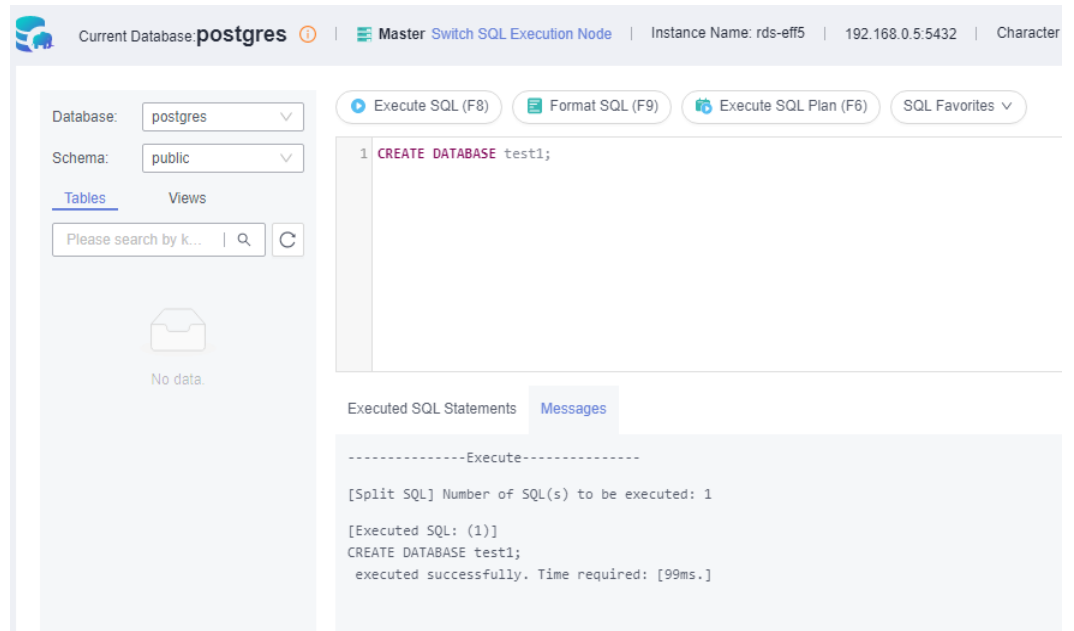 Current Database:postgres | Master Switch SQL Execution Node | Instance Name: rds-eff5 | 192.168.0.5:5432 | Character
Database: postgres
Schema: public
Tables Views
Please search by k... |
No data.
Execute SQL (F8) Format SQL (F9) Execute SQL Plan (F6) SQL Favorites
1 CREATE DATABASE test1;
Executed SQL Statements Messages
---------------Execute---------------
[Split SQL] Number of SQL(s) to be executed: 1
[Executed SQL: (1)]
CREATE DATABASE test1;
executed successfully. Time required: [99ms.]